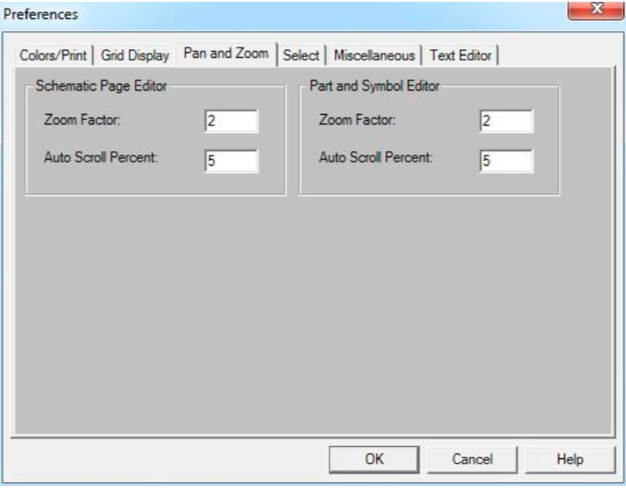 Preferences
Colors/Print Grid Display Pan and Zoom Select Miscellaneous Text Editor
Schematic Page Editor Part and Symbol Editor
Zoom Factor: 2 Zoom Factor: 2
Auto Scroll Percent: 5 Auto Scroll Percent: 5
OK Cancel Help